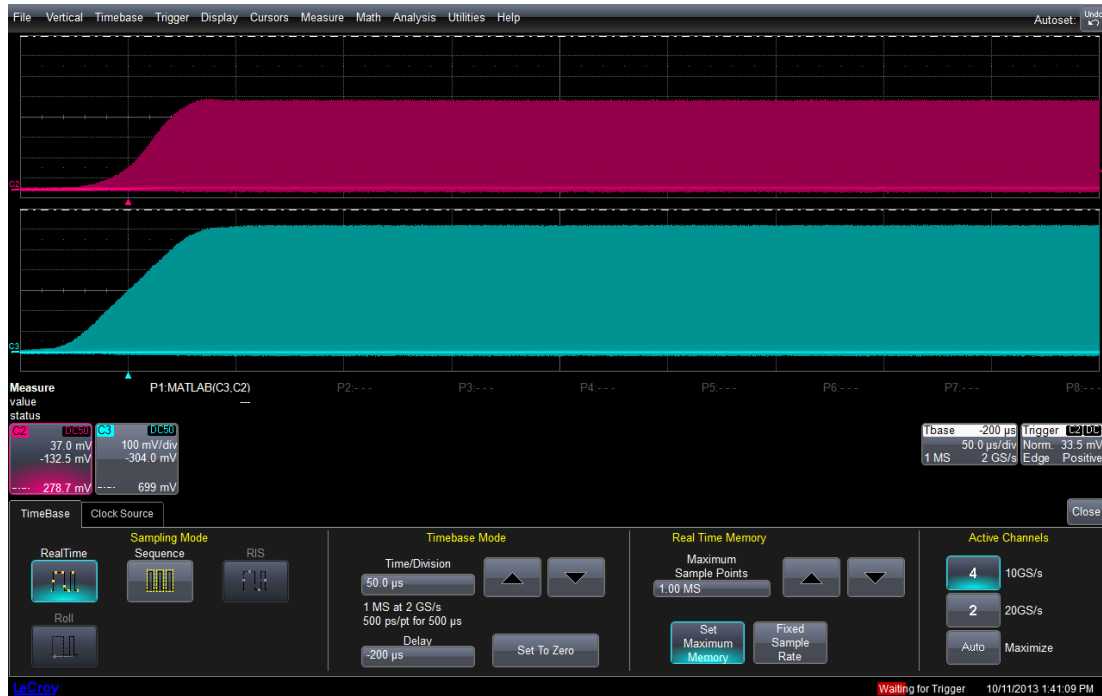 File Vertical Timebase Trigger Display Cursors Measure Math Analysis Utilities Help Autoset: Undo
C2
C3
Measure P1:MATLAB(C3,C2) P2:- - - P3:- - - P4:- - - P5:- - - P6:- - - P7:- - - P8:- - -
value ---
status
C2 DC50 C3 DC50 Tbase -200 µs Trigger C2 DC
37.0 mV 100 mV/div 50.0 µs/div Norm. 33.5 mV
-132.5 mV -304.0 mV 1 MS 2 GS/s Edge Positive
278.7 mV 699 mV
TimeBase Clock Source Close
Sampling Mode Timebase Mode Real Time Memory Active Channels
RealTime Sequence RIS Time/Division Maximum
Sample Points 4 10GS/s
50.0 µs 1.00 MS
1 MS at 2 GS/s
500 ps/pt for 500 µs 2 20GS/s
Roll Delay Set Fixed
-200 µs Set To Zero Maximum Sample Auto Maximize
Memory Rate
LeCroy Waiting for Trigger 10/11/2013 1:41:09 PM